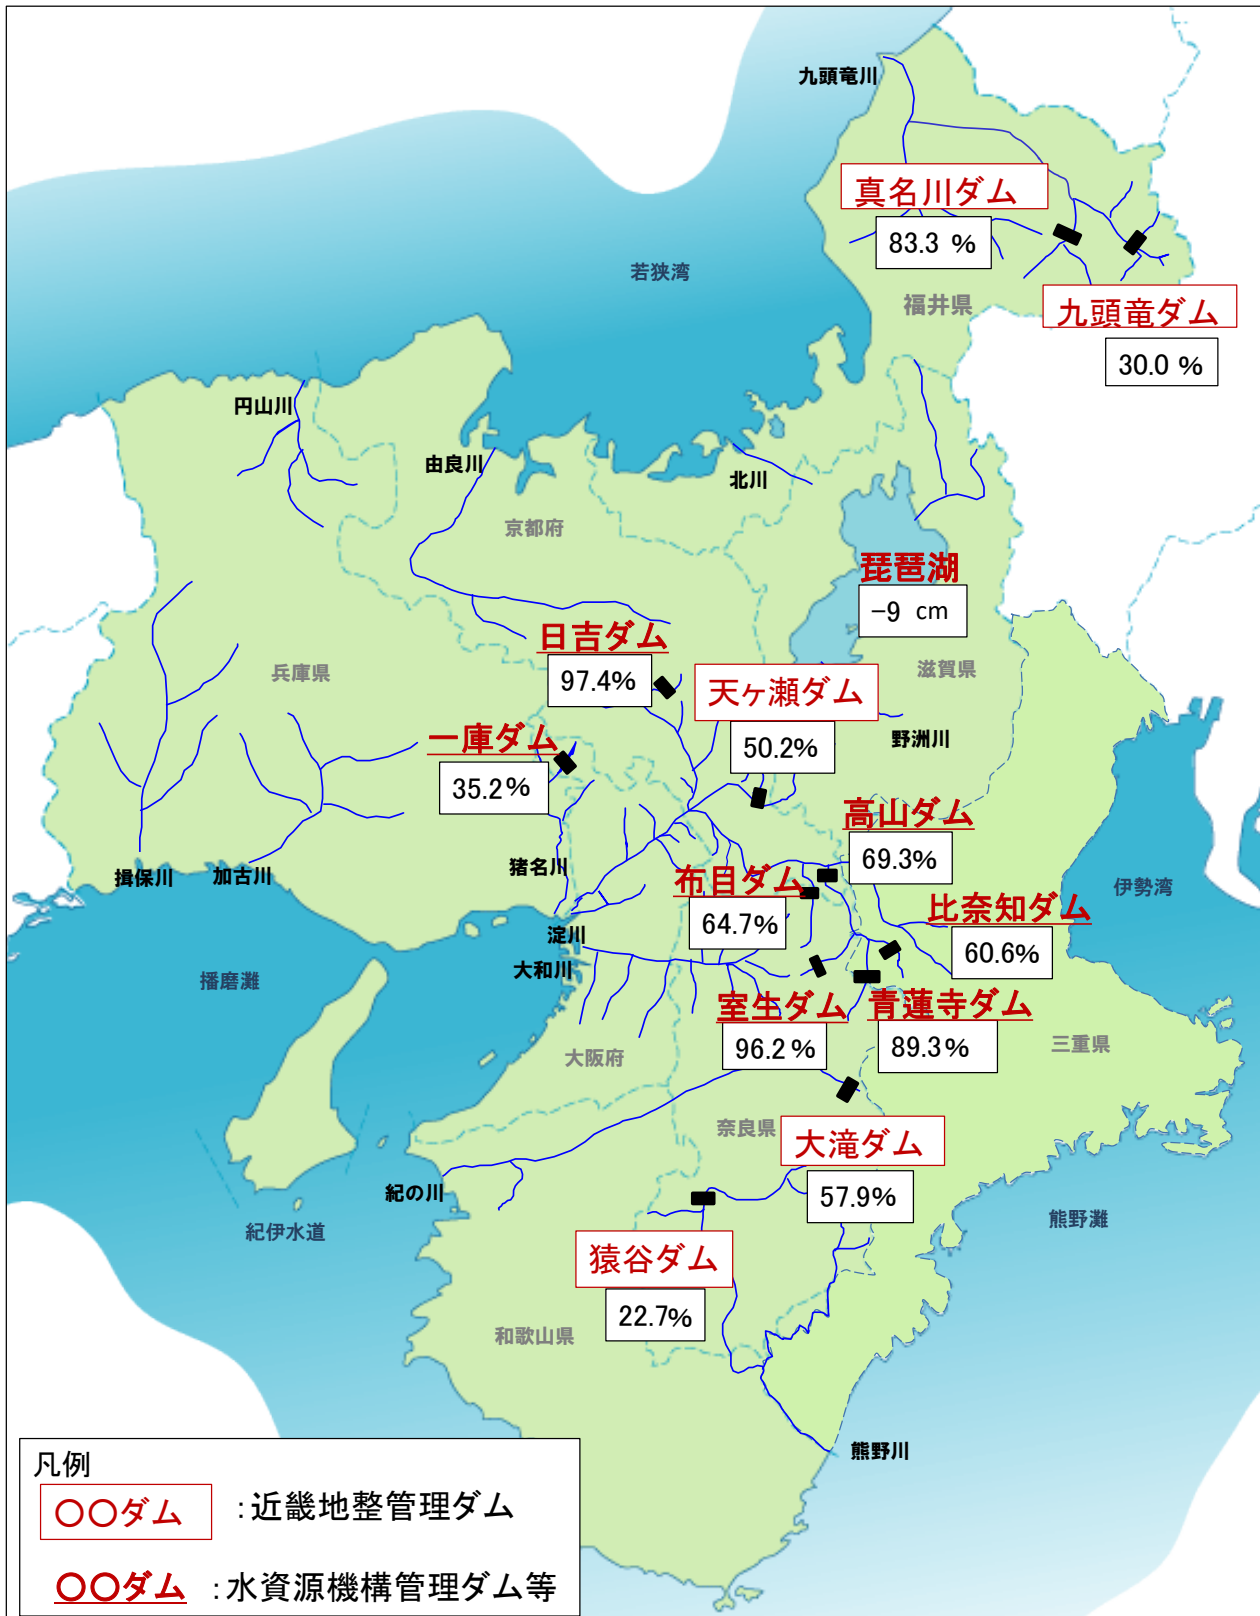 九頭竜川
真名川ダム
83.3 %
若狭湾
福井県
九頭竜ダム
30.0 %
円山川
由良川
北川
京都府
琵琶湖
-9 cm
日吉ダム
97.4%
兵庫県
滋賀県
天ヶ瀬ダム
50.2%
野洲川
一庫ダム
35.2%
高山ダム
69.3%
揖保川
加古川
猪名川
布目ダム
64.7%
伊勢湾
比奈知ダム
60.6%
淀川
大和川
播磨灘
室生ダム
96.2%
青蓮寺ダム
89.3%
大阪府
三重県
奈良県
大滝ダム
57.9%
紀の川
紀伊水道
熊野灘
猿谷ダム
22.7%
和歌山県
熊野川
凡例
〇〇ダム :近畿地整管理ダム
〇〇ダム :水資源機構管理ダム等